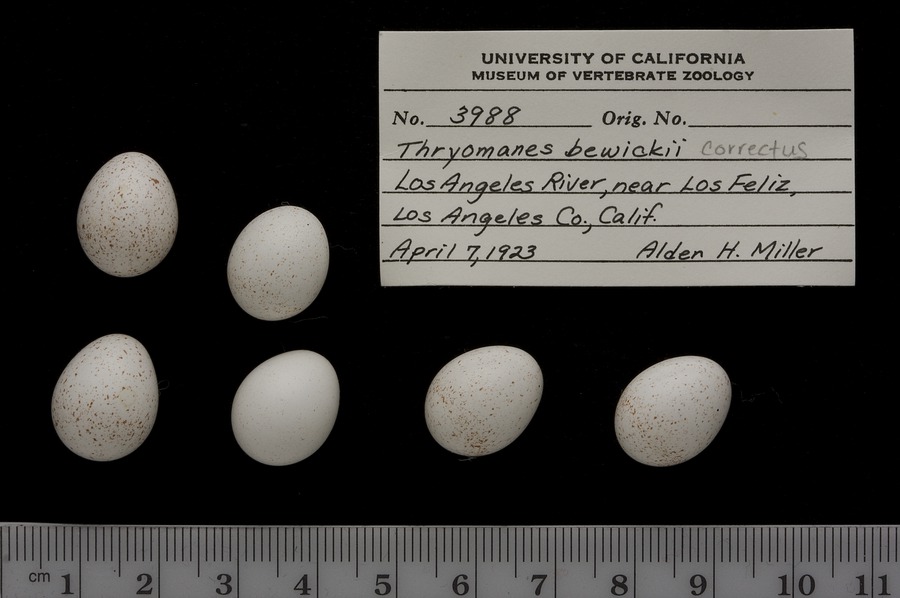 UNIVERSITY OF CALIFORNIA
MUSEUM OF VERTEBRATE ZOOLOGY
No. 3988 Orig. No.
Thryomanes bewickii correctus
Los Angeles River, near Los Feliz,
Los Angeles Co., Calif.
April 7, 1923 Alden H. Miller
cm 1 2 3 4 5 6 7 8 9 10 11